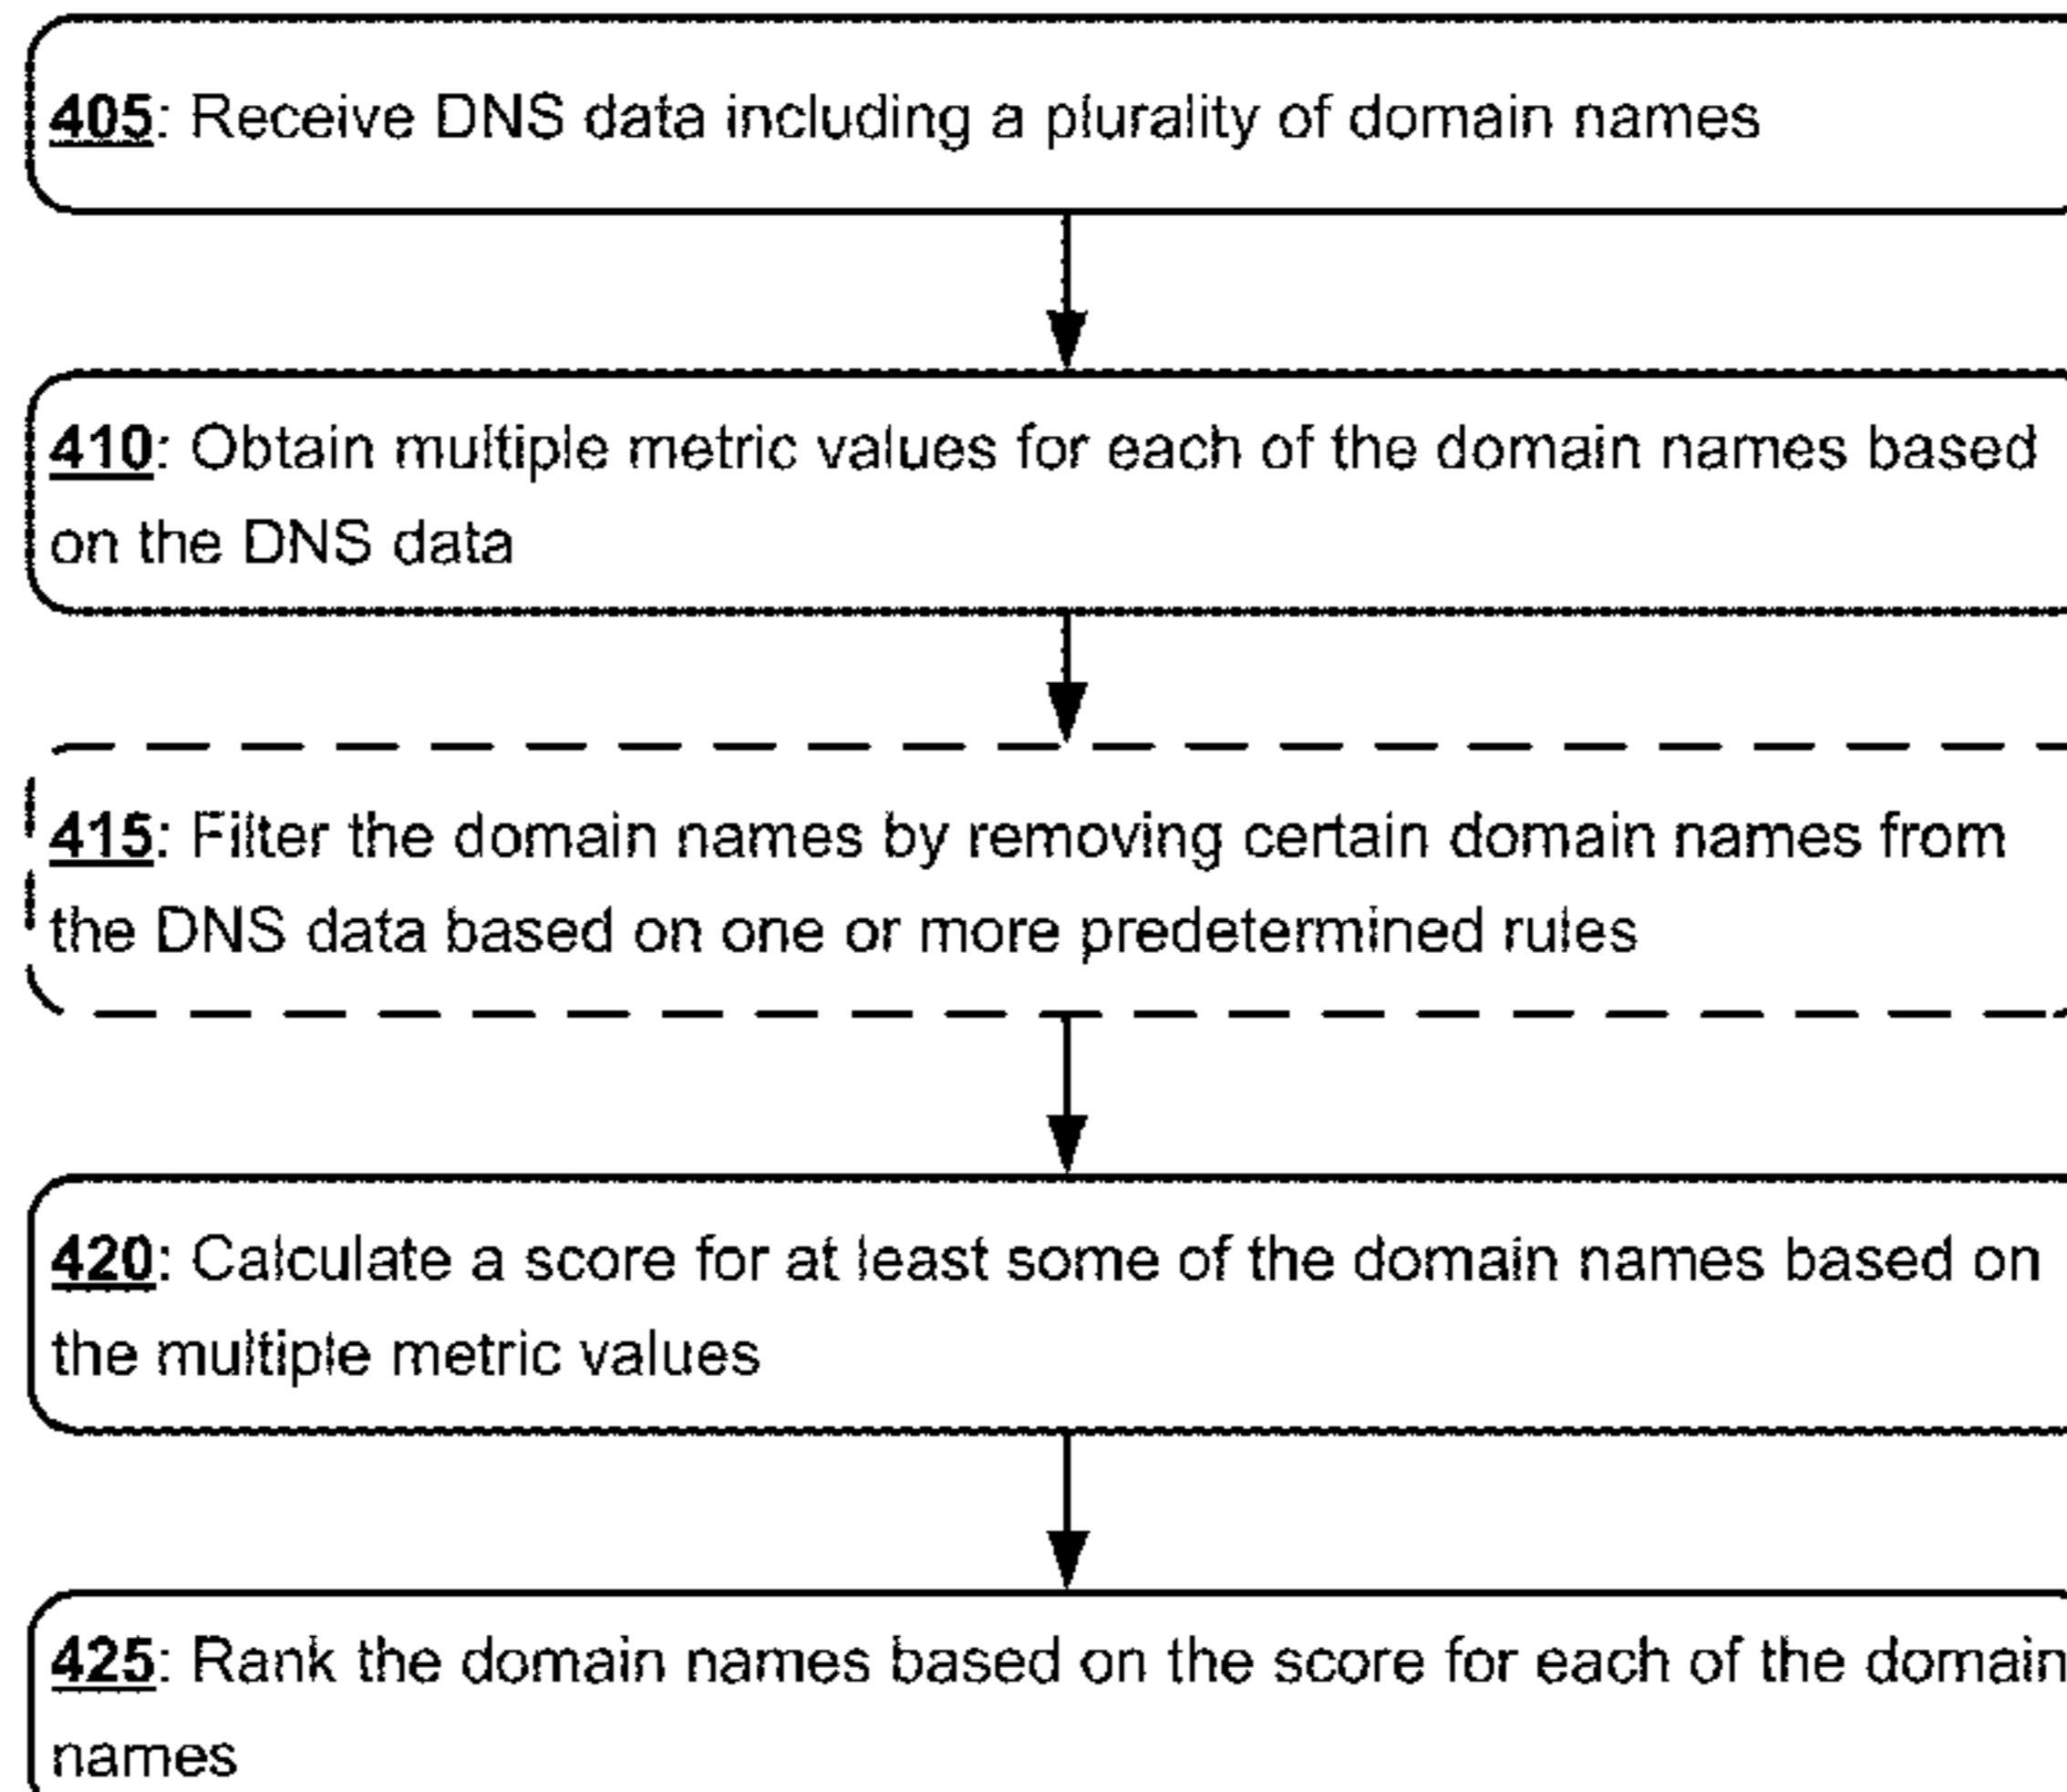 405: Receive DNS data including a plurality of domain names
410: Obtain multiple metric values for each of the domain names based
on the DNS data
415: Filter the domain names by removing certain domain names from
the DNS data based on one or more predetermined rules
420: Calculate a score for at least some of the domain names based on
the multiple metric values
425: Rank the domain names based on the score for each of the domain
names